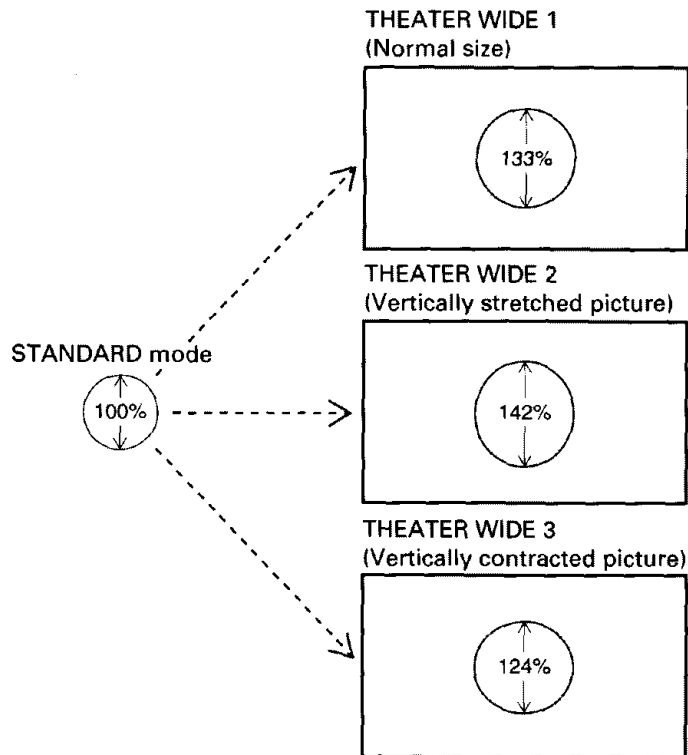 THEATER WIDE 1
(Normal size)
133%
THEATER WIDE 2
(Vertically stretched picture)
STANDARD mode
100%
142%
THEATER WIDE 3
(Vertically contracted picture)
124%